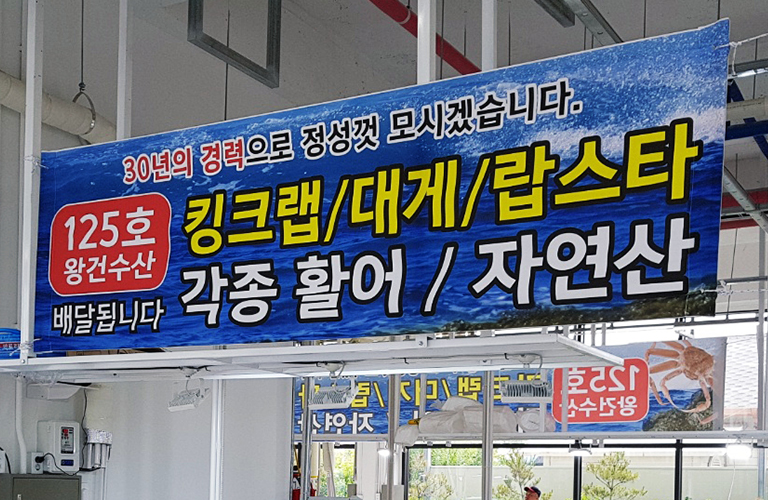 30년의 경력으로 정성껏 모시겠습니다.
125호
왕건수산
배달됩니다
킹크랩/대게/랍스타
각종 활어 / 자연산
125호
왕건수산